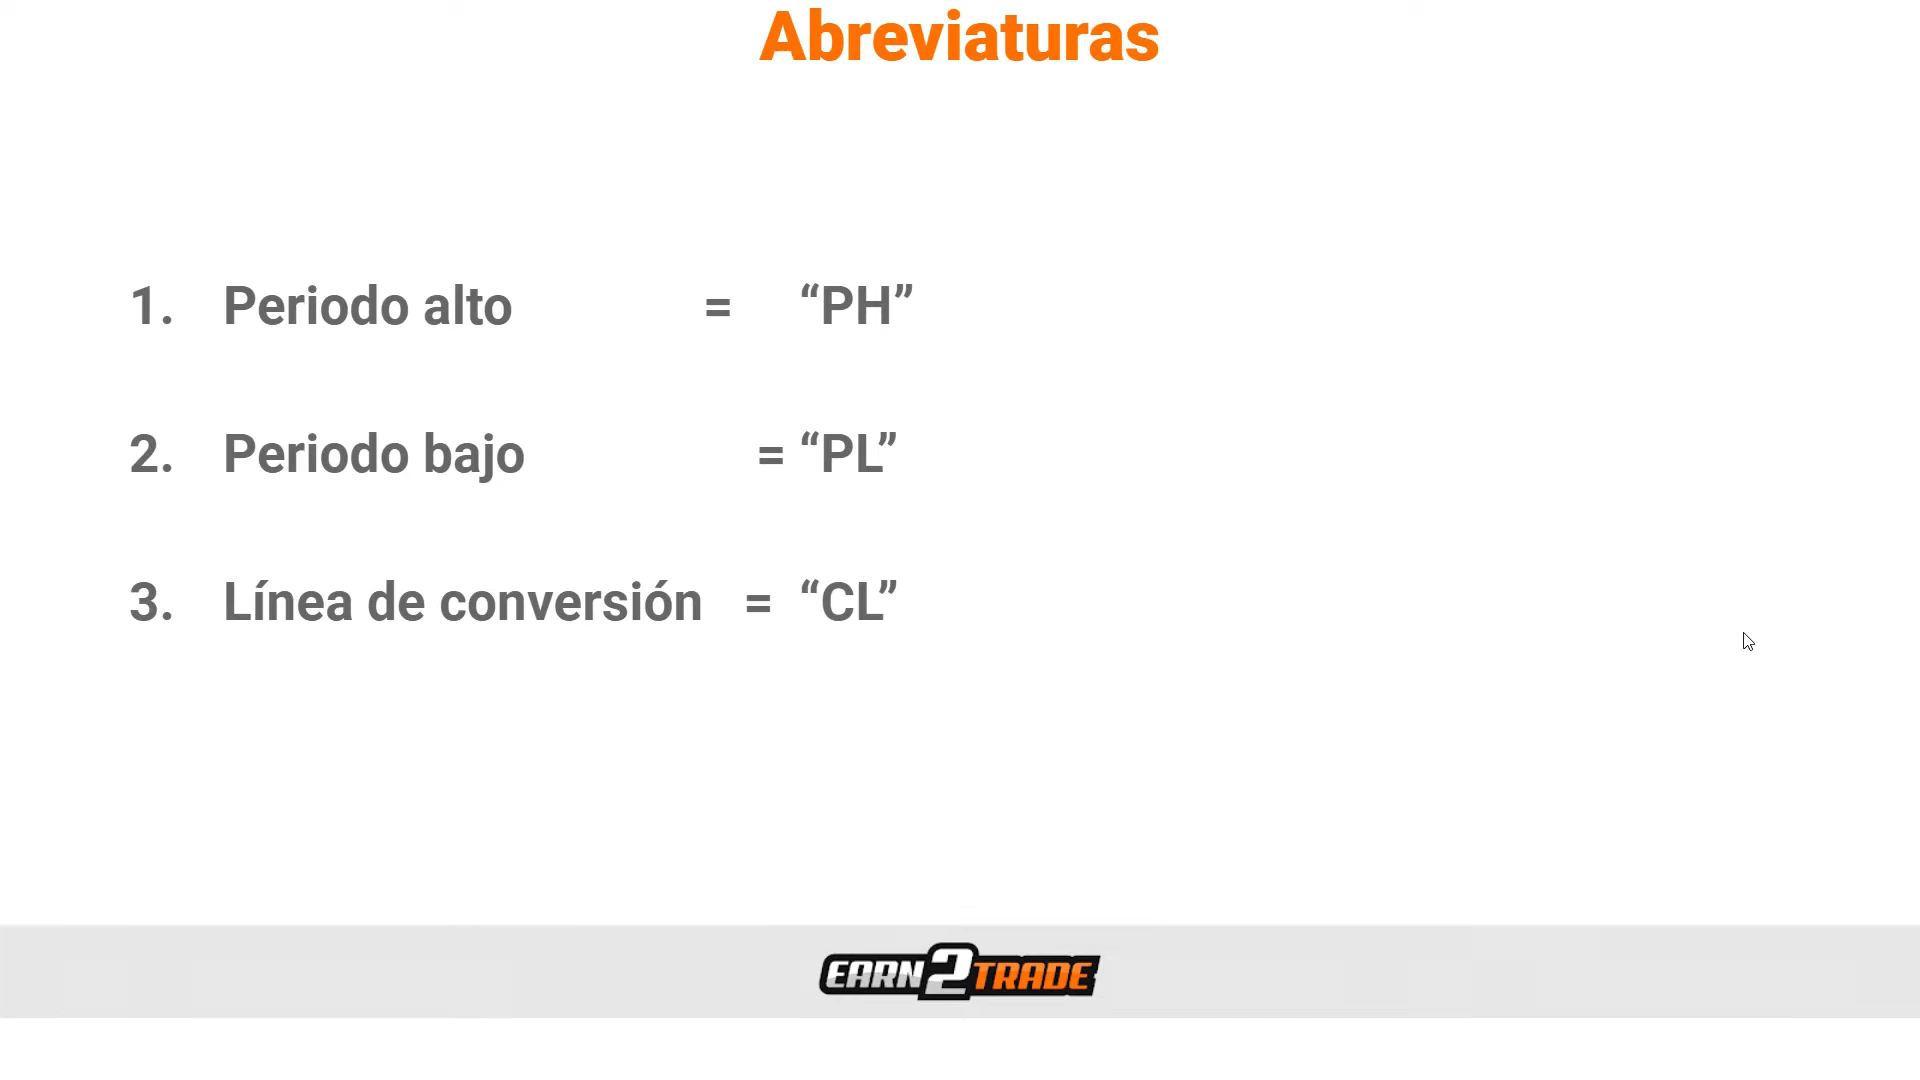 Abreviaturas
1. Periodo alto = “PH”
2. Periodo bajo = “PL”
3. Línea de conversión = “CL”
EARN2TRADE